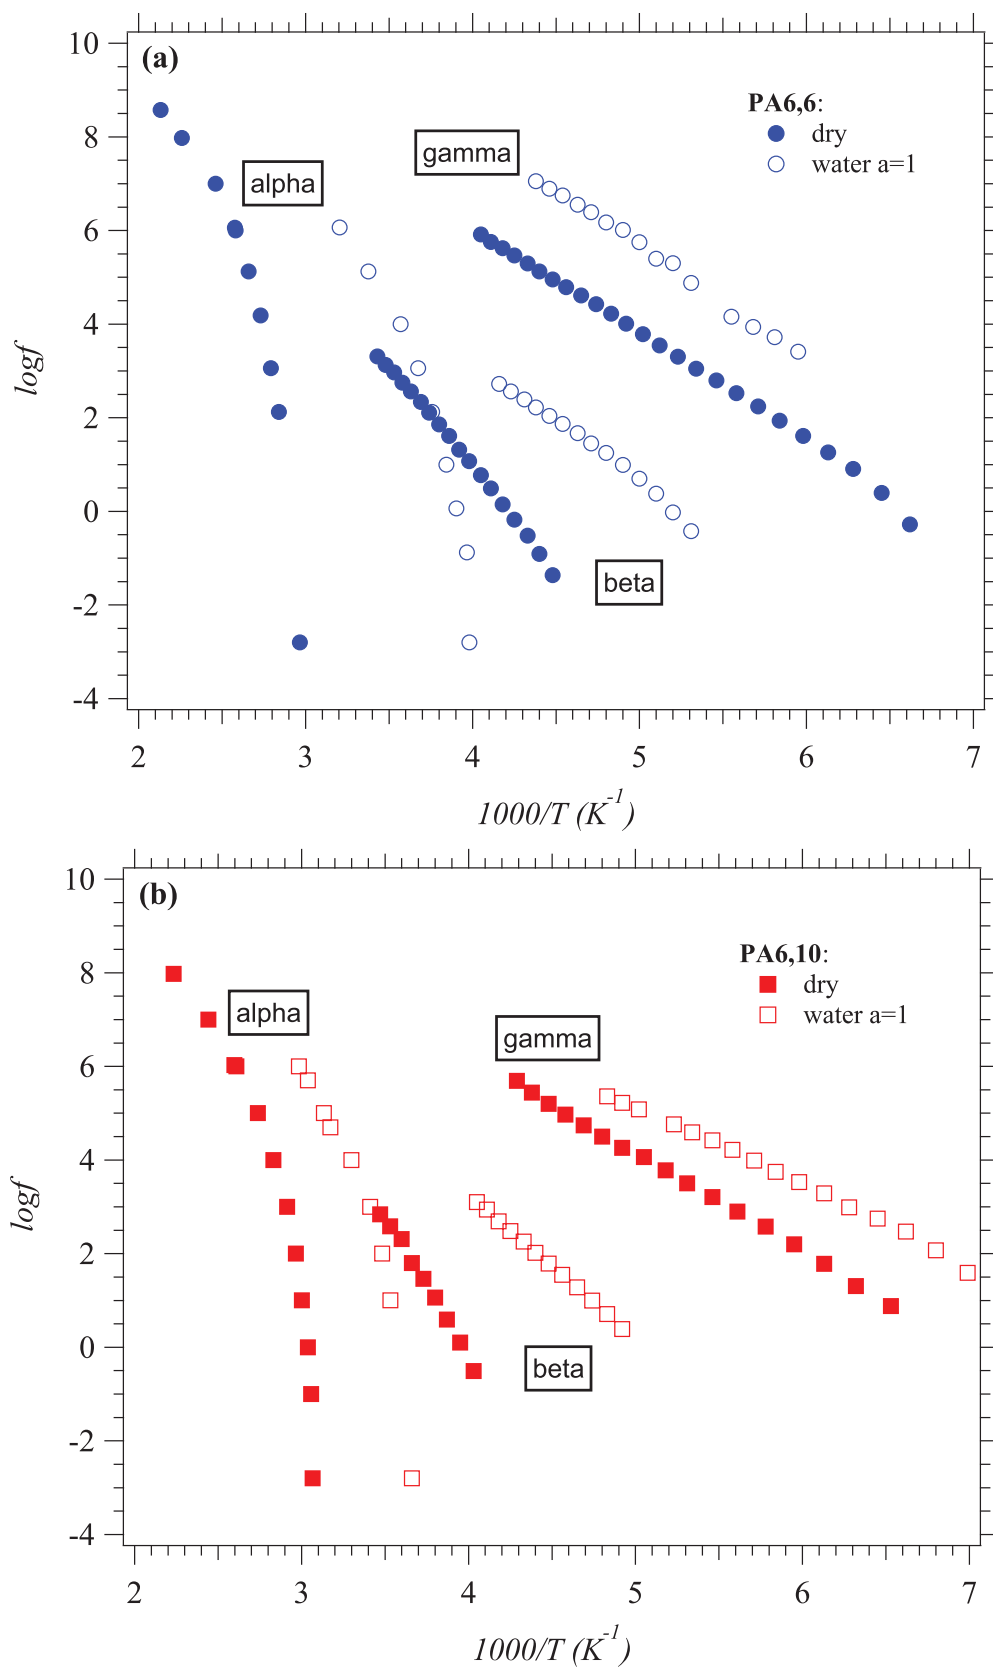 (a)
PA6,6:
dry
water a=1
gamma
alpha
beta
10
8
6
4
2
0
-2
-4
logf
2 3 4 5 6 7
1000/T (K⁻¹)
(b)
PA6,10:
dry
water a=1
alpha
gamma
beta
10
8
6
4
2
0
-2
-4
logf
2 3 4 5 6 7
1000/T (K⁻¹)